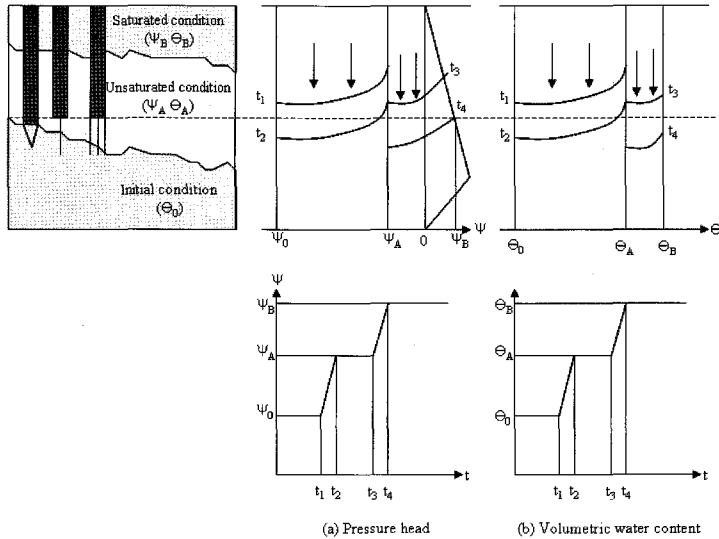 Saturated condition
(Ψ_B Θ_B)
Unsaturated condition
(Ψ_A Θ_A)
Initial condition
(Θ_0)
t_1
t_2
t_3
t_4
Ψ_0
Ψ_A
0
Ψ_B
Ψ
t_1
t_2
t_3
t_4
Θ_0
Θ_A
Θ_B
Θ
Ψ
Ψ_B
Ψ_A
Ψ_0
t_1 t_2 t_3 t_4 t
Θ_B
Θ_A
Θ_0
t_1 t_2 t_3 t_4 t
(a) Pressure head
(b) Volumetric water content